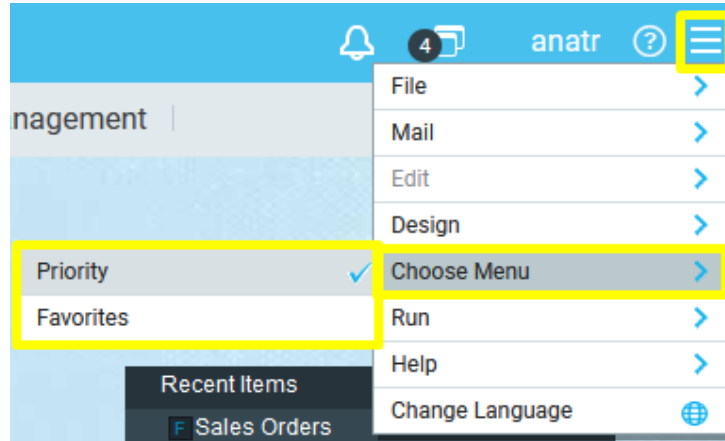 4 anatr ?
File
nagement
Mail
Edit
Design
Priority Choose Menu
Favorites Run
Help
Recent Items
Change Language
F Sales Orders